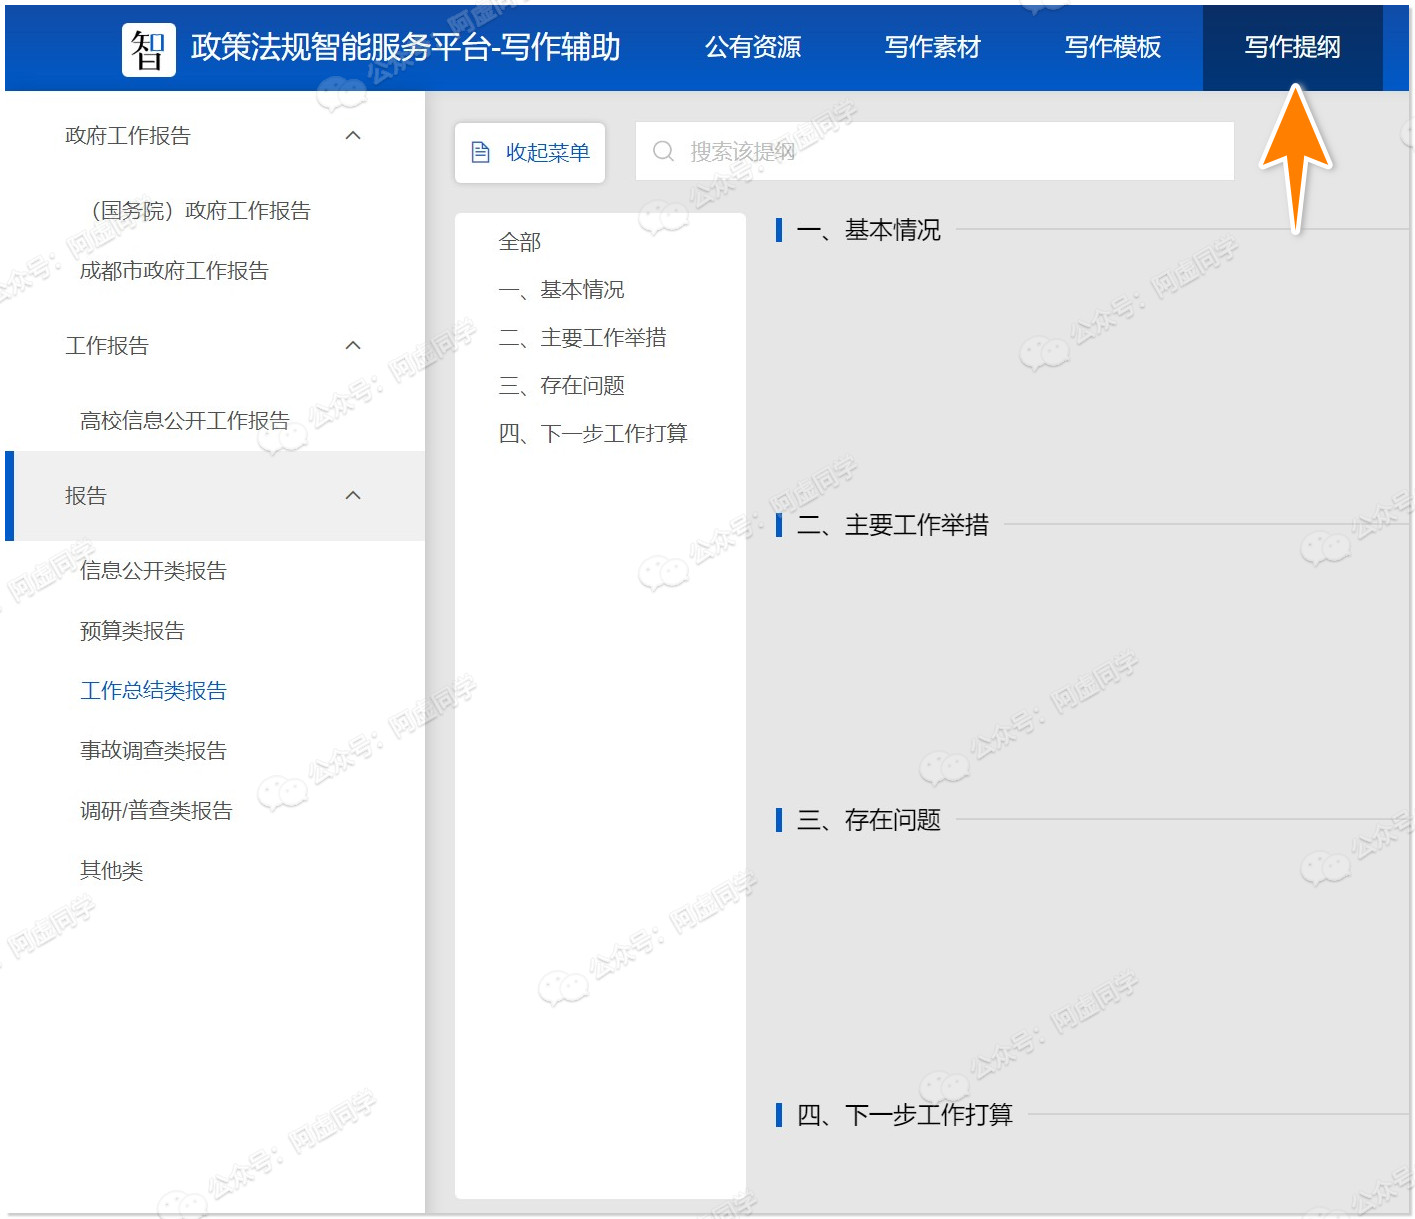 智 政策法规智能服务平台-写作辅助 公有资源 写作素材 写作模板 写作提纲
政府工作报告
（国务院）政府工作报告
成都市政府工作报告
工作报告
高校信息公开工作报告
报告
信息公开类报告
预算类报告
工作总结类报告
事故调查类报告
调研/普查类报告
其他类
收起菜单
搜索该提纲
全部
一、基本情况
二、主要工作举措
三、存在问题
四、下一步工作打算
一、基本情况
二、主要工作举措
三、存在问题
四、下一步工作打算
公众号：阿虚同学